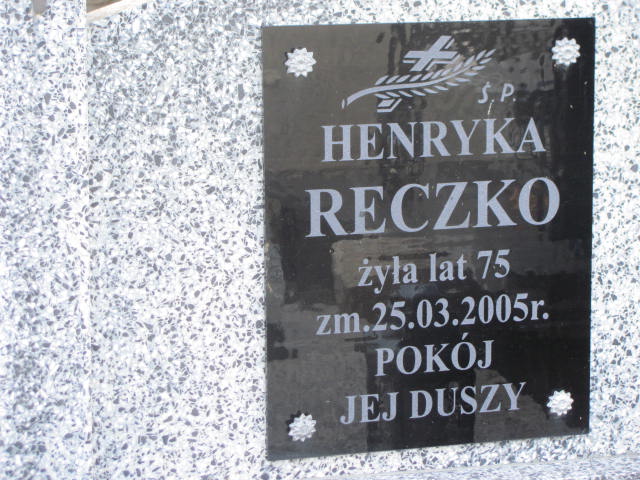 Ś.P.
HENRYKA
RECZKO
żyła lat 75
zm.25.03.2005r.
POKÓJ
JEJ DUSZY